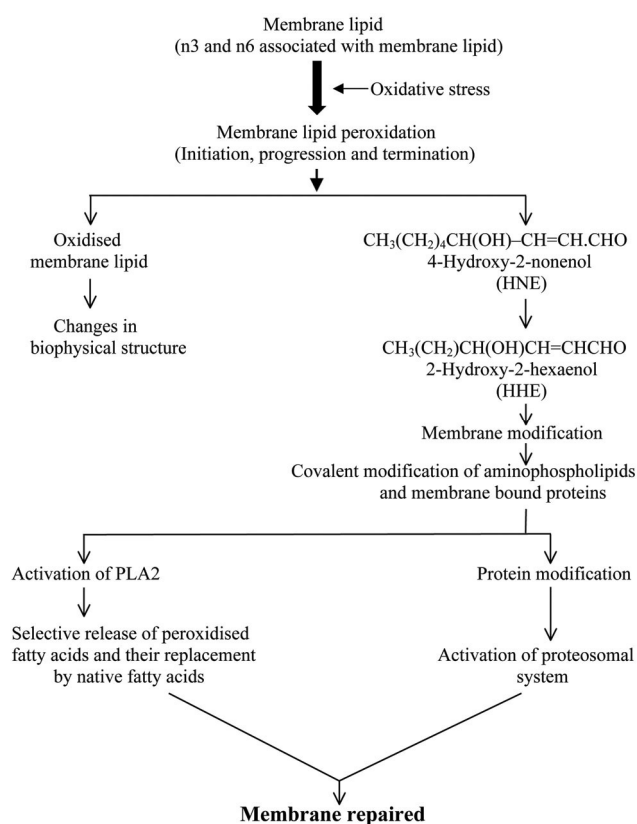 Membrane lipid
(n3 and n6 associated with membrane lipid)
Oxidative stress
Membrane lipid peroxidation
(Initiation, progression and termination)
Oxidised
membrane lipid
Changes in
biophysical structure
CH₃(CH₂)₄CH(OH)–CH=CH.CHO
4-Hydroxy-2-nonenol
(HNE)
CH₃(CH₂)CH(OH)CH=CHCHO
2-Hydroxy-2-hexaenol
(HHE)
Membrane modification
Covalent modification of aminophospholipids
and membrane bound proteins
Activation of PLA2
Selective release of peroxidised
fatty acids and their replacement
by native fatty acids
Protein modification
Activation of proteosomal
system
Membrane repaired